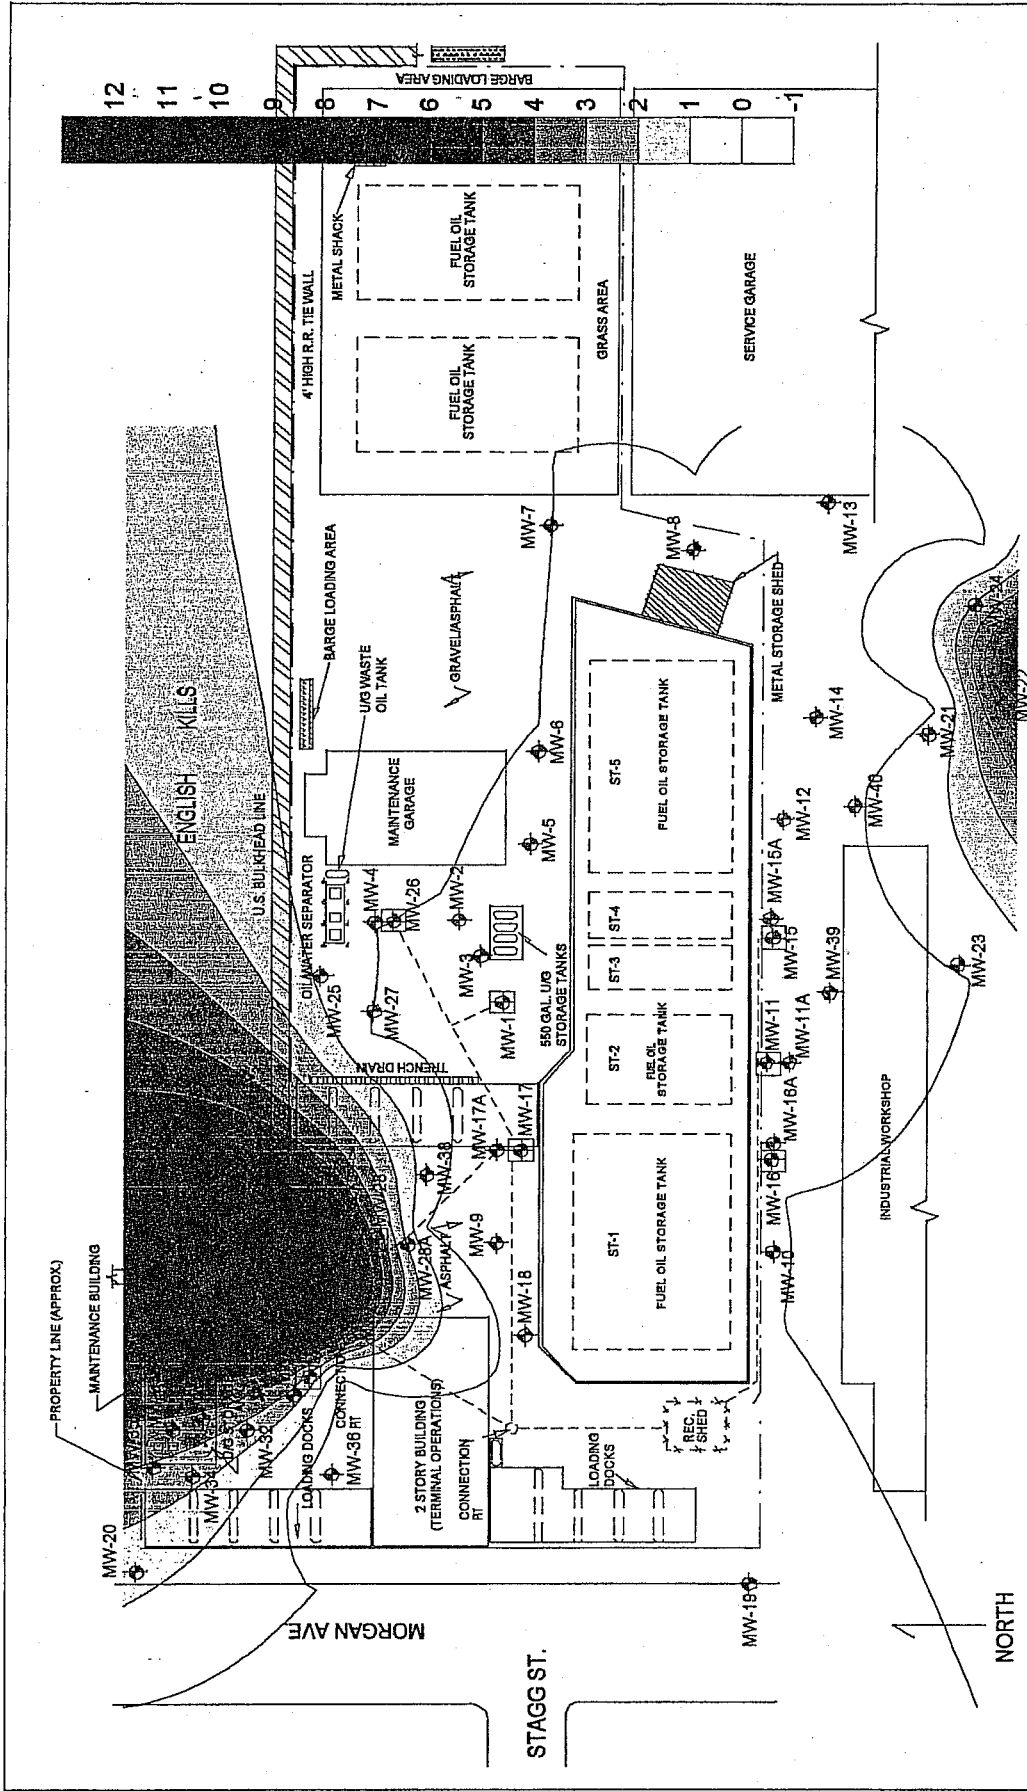 12
11
10
9
8
7
6
5
4
3
2
1
0
-1
BARGE LOADING AREA
METAL SHACK
4' HIGH R.R. TIE WALL
FUEL OIL
STORAGE TANK
FUEL OIL
STORAGE TANK
GRASS AREA
SERVICE GARAGE
MW-7
MW-8
MW-13
BARGE LOADING AREA
U/G WASTE
OIL TANK
GRAVEL/ASPHALT
METAL STORAGE SHED
ENGLISH KILLS
U.S. BULKHEAD LINE
MAINTENANCE
GARAGE
MW-6
MW-5
MW-14
MW-21
MW-22
MW-40
MW-12
OIL WATER SEPARATOR
MW-4
MW-26
MW-2
MW-3
MW-25
MW-27
MW-1
550 GAL. U/G
STORAGE TANKS
TRENCH DRAIN
ST-5
FUEL OIL STORAGE TANK
ST-4
ST-3
ST-2
FUEL OIL
STORAGE TANK
ST-1
FUEL OIL STORAGE TANK
MW-15A
MW-15
MW-39
MW-23
MW-11
MW-11A
MW-16A
MW-16
MW-10
INDUSTRIAL WORKSHOP
MW-17A
MW-17
MW-38
MW-28A
MW-9
ASPHALT
MW-18
PROPERTY LINE (APPROX.)
MAINTENANCE BUILDING
MW-34
MW-32
LOADING DOCKS
CONNECTION
RT
MW-36
2 STORY BUILDING
(TERMINAL OPERATIONS)
CONNECTION
RT
LOADING
DOCKS
REC.
SHED
MW-20
MW-19
MORGAN AVE
STAGG ST.
NORTH